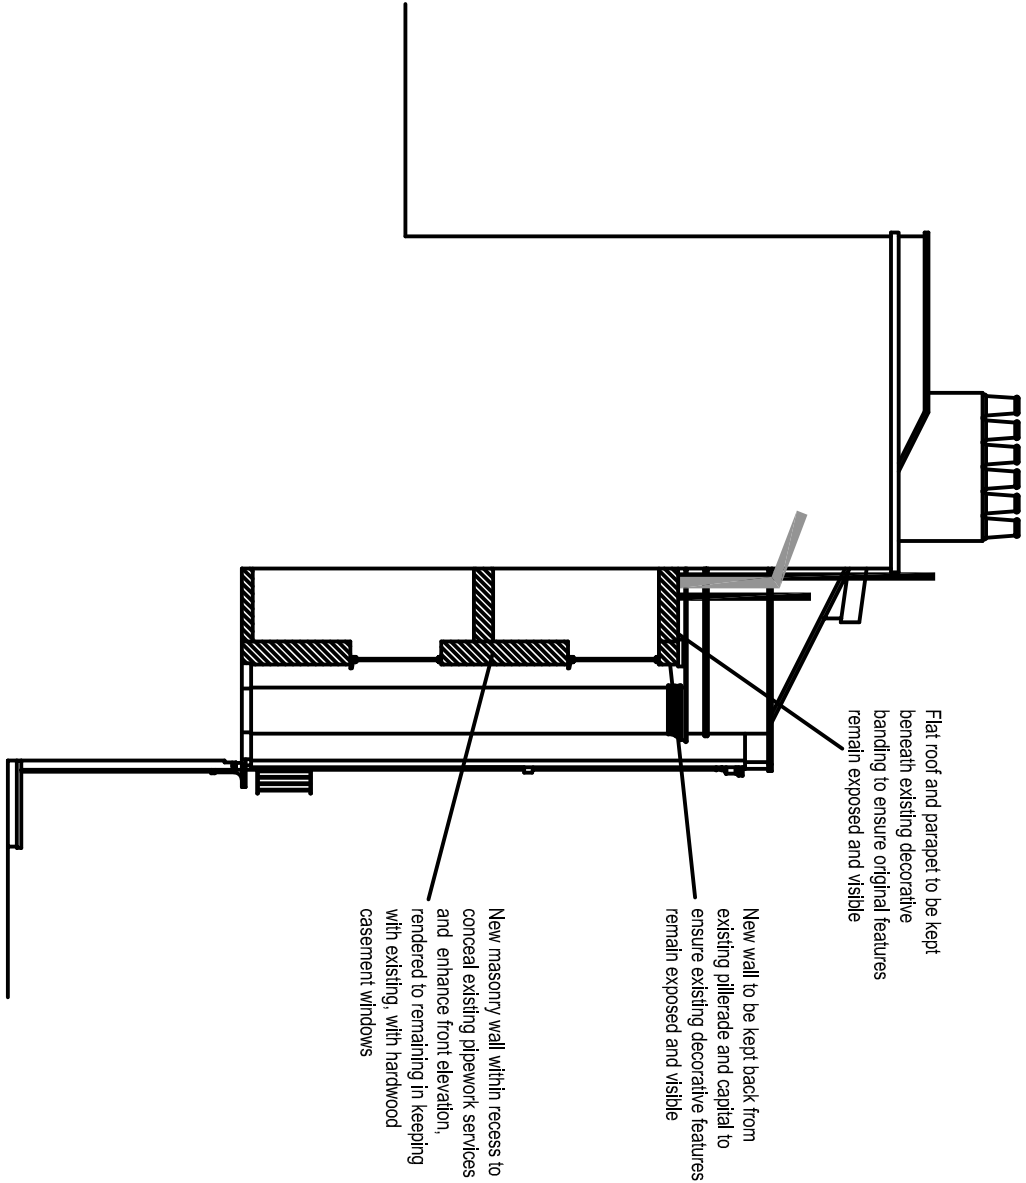 Flat roof and parapet to be kept
beneath existing decorative
banding to ensure original features
remain exposed and visible
New wall to be kept back from
existing pillerade and capital to
ensure existing decorative features
remain exposed and visible
New masonry wall within recess to
conceal existing pipework services
and enhance front elevation,
rendered to remaining in keeping
with existing, with hardwood
casement windows